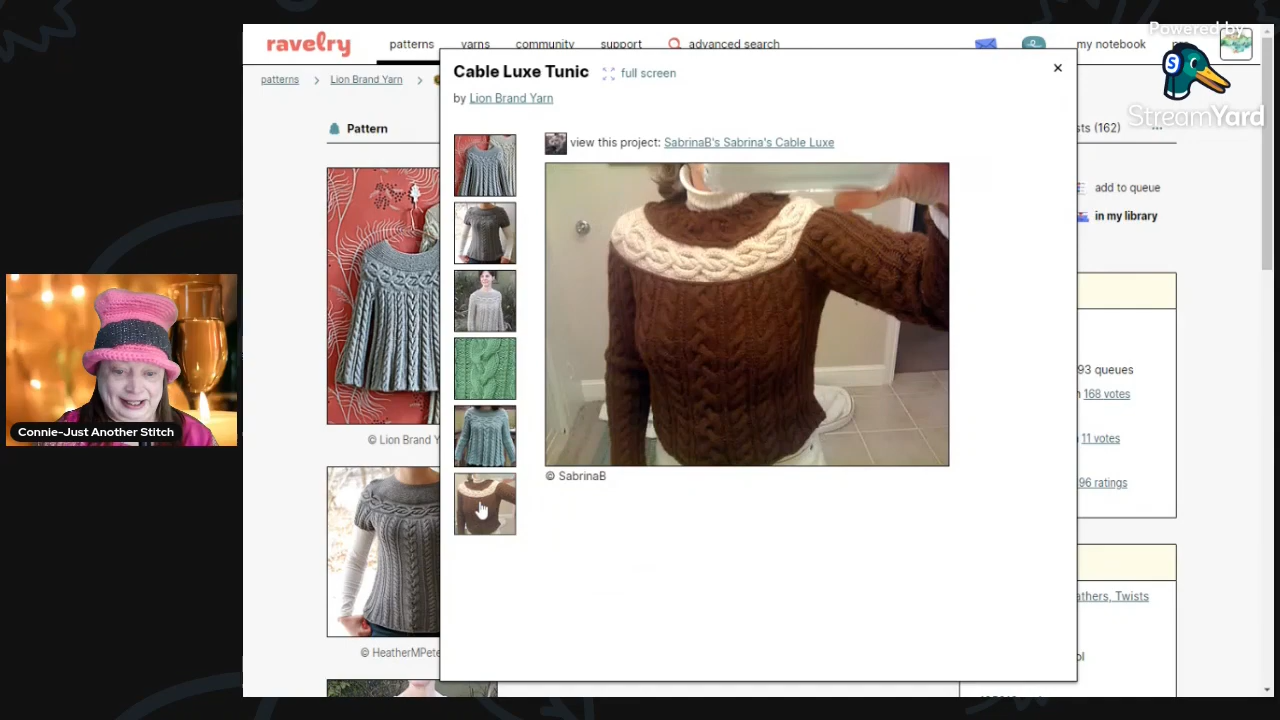 Powered by
StreamYard
ravelry
patterns yarns community support advanced search my notebook
patterns > Lion Brand Yarn >
Cable Luxe Tunic full screen ×
by Lion Brand Yarn
Pattern
view this project: SabrinaB's Sabrina's Cable Luxe
(162) ...
add to queue
in my library
93 queues
168 votes
11 votes
96 ratings
© Lion Brand Y
© SabrinaB
Connie-Just Another Stitch
Twists
© HeatherMPete